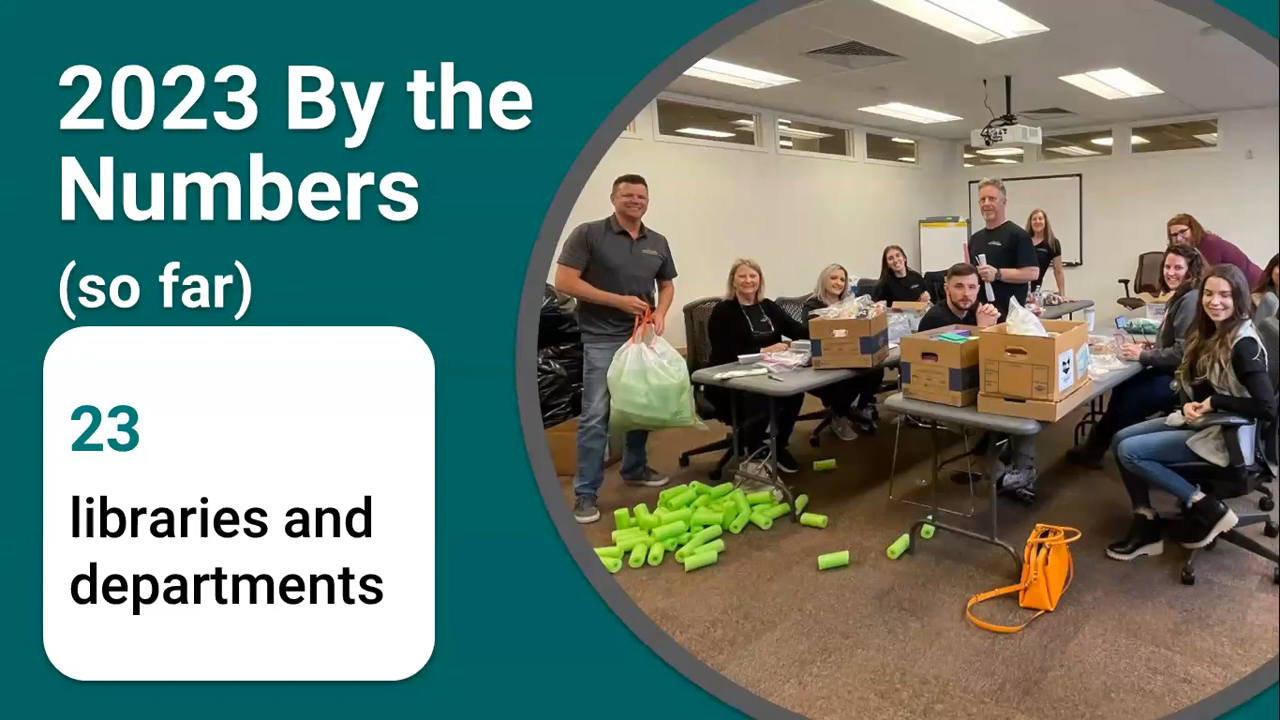 2023 By the
Numbers
(so far)
23
libraries and
departments